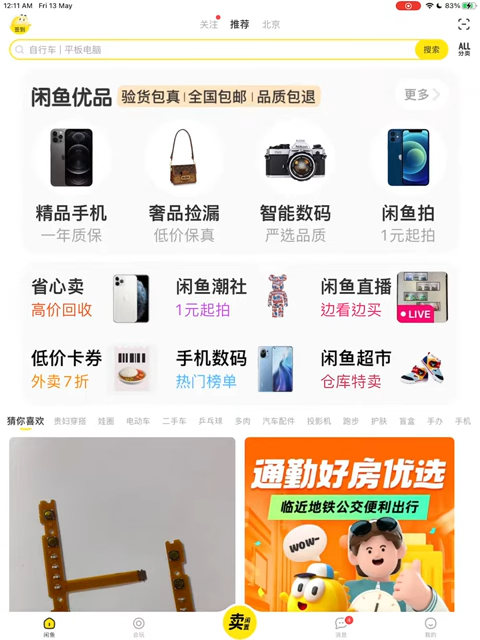 12:11 AM Fri 13 May
83%
签到
关注 推荐 北京
自行车 | 平板电脑
搜索
ALL
分类
闲鱼优品 验货包真 | 全国包邮 | 品质包退 更多
精品手机 奢品捡漏 智能数码 闲鱼拍
一年质保 低价保真 严选品质 1元起拍
省心卖 闲鱼潮社 闲鱼直播
高价回收 1元起拍 边看边买
LIVE
低价卡券 手机数码 闲鱼超市
外卖7折 热门榜单 仓库特卖
猜你喜欢 贵妇穿搭 蛙圈 电动车 二手车 乒乓球 多肉 汽车配件 投影机 跑步 护肤 盲盒 手办 手机
通勤好房优选
临近地铁公交便利出行
WOW~
卖
闲置
闲鱼 会玩 消息 我的